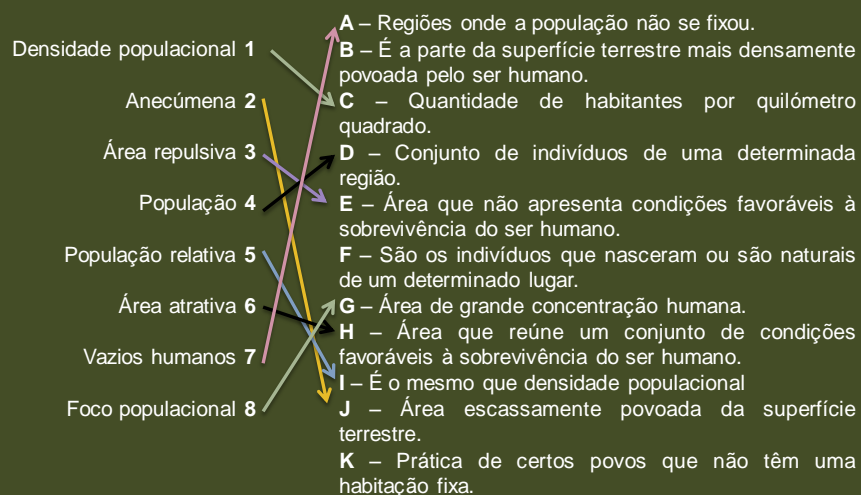 Densidade populacional 1
Anecúmena 2
Área repulsiva 3
População 4
População relativa 5
Área atrativa 6
Vazios humanos 7
Foco populacional 8
A – Regiões onde a população não se fixou.
B – É a parte da superfície terrestre mais densamente
povoada pelo ser humano.
C – Quantidade de habitantes por quilómetro
quadrado.
D – Conjunto de indivíduos de uma determinada
região.
E – Área que não apresenta condições favoráveis à
sobrevivência do ser humano.
F – São os indivíduos que nasceram ou são naturais
de um determinado lugar.
G – Área de grande concentração humana.
H – Área que reúne um conjunto de condições
favoráveis à sobrevivência do ser humano.
I – É o mesmo que densidade populacional
J – Área escassamente povoada da superfície
terrestre.
K – Prática de certos povos que não têm uma
habitação fixa.